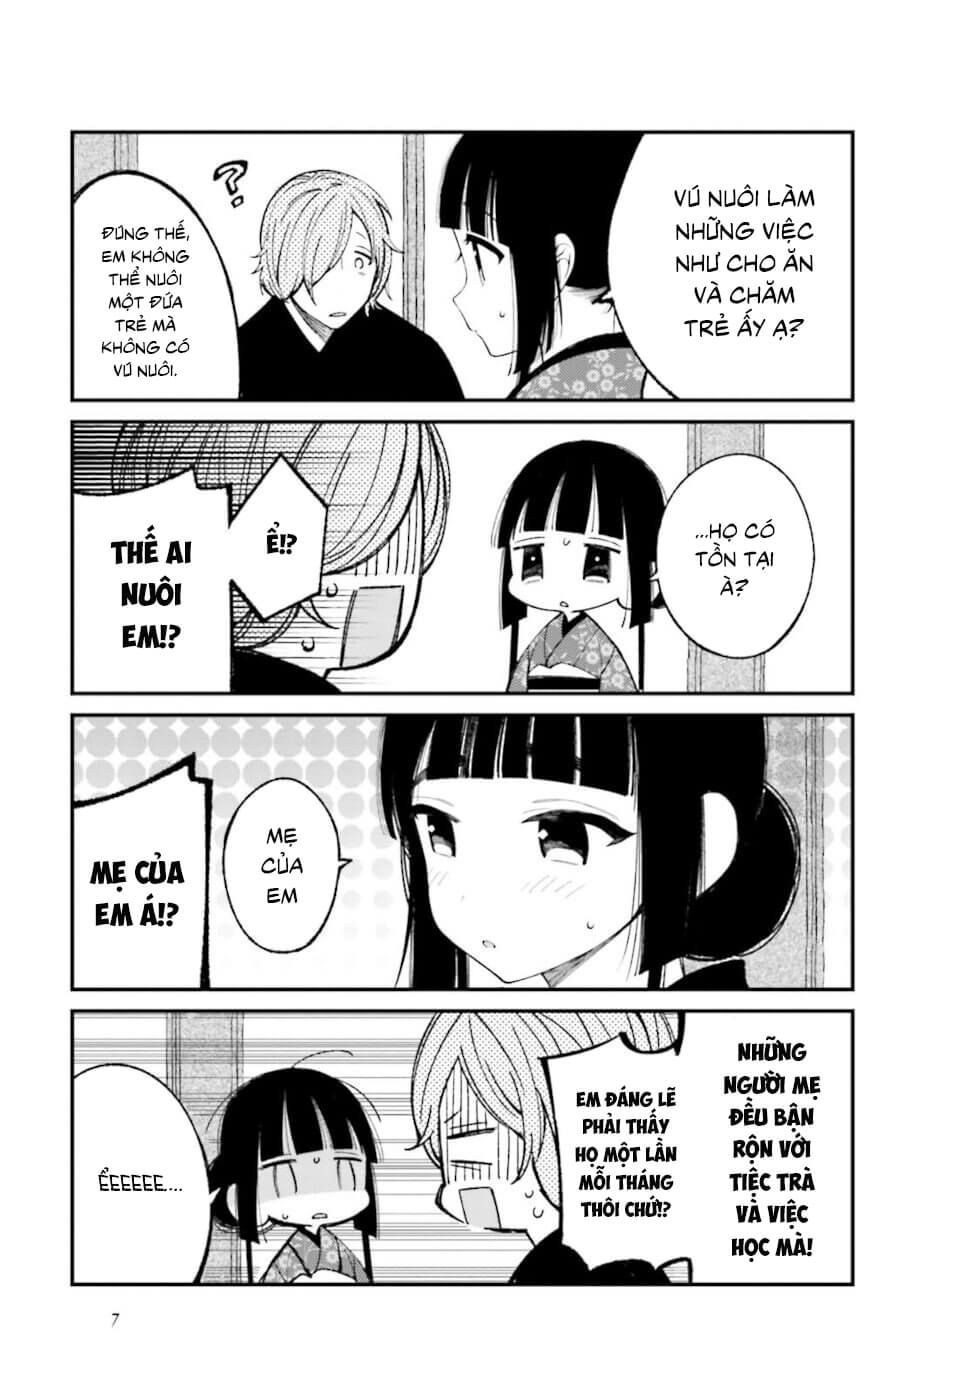 VÚ NUÔI LÀM
NHỮNG VIỆC
NHƯ CHO ĂN
VÀ CHĂM
TRẺ ẤY Ạ?
?
ĐÚNG THẾ,
EM KHÔNG
THỂ NUÔI
MỘT ĐỨA
TRẺ MÀ
KHÔNG CÓ
VÚ NUÔI.
...HỌ CÓ
TỒN TẠI
À?
Ể!?
THẾ AI
NUÔI
EM!?
MẸ
CỦA
EM
MẸ CỦA
EM Á!?
NHỮNG
NGƯỜI MẸ
ĐỀU BẬN
RỘN VỚI
TIỆC TRÀ
VÀ VIỆC
HỌC MÀ!
EM ĐÁNG LẼ
PHẢI THẤY
HỌ MỘT LẦN
MỖI THÁNG
THÔI CHỨ!?
ỂEEEEE....
7